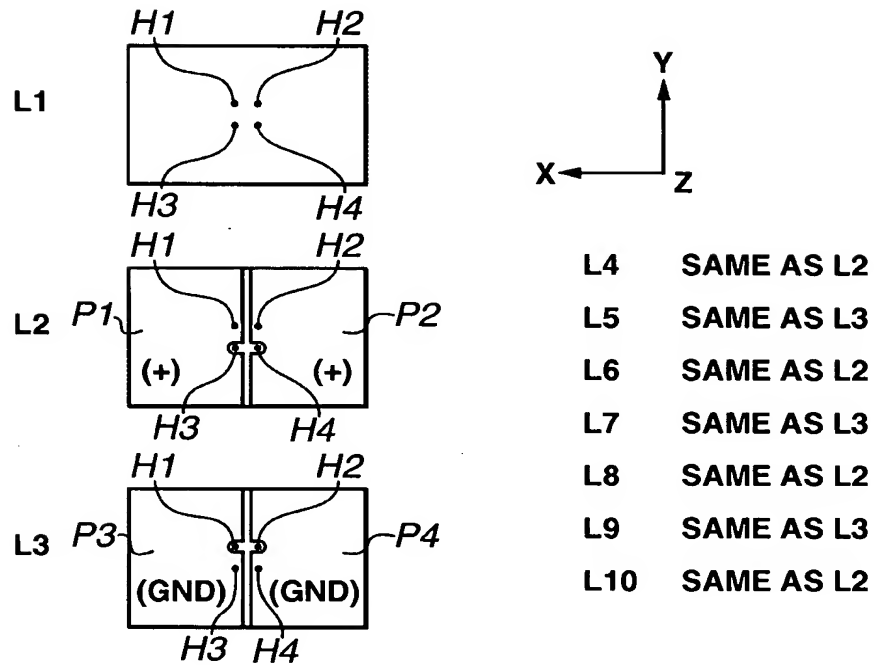 H1 H2
L1
H3 H4
Y
X
Z
H1 H2
L2 P1 P2
(+) (+)
H3 H4
H1 H2
L3 P3 P4
(GND) (GND)
H3 H4
L4 SAME AS L2
L5 SAME AS L3
L6 SAME AS L2
L7 SAME AS L3
L8 SAME AS L2
L9 SAME AS L3
L10 SAME AS L2